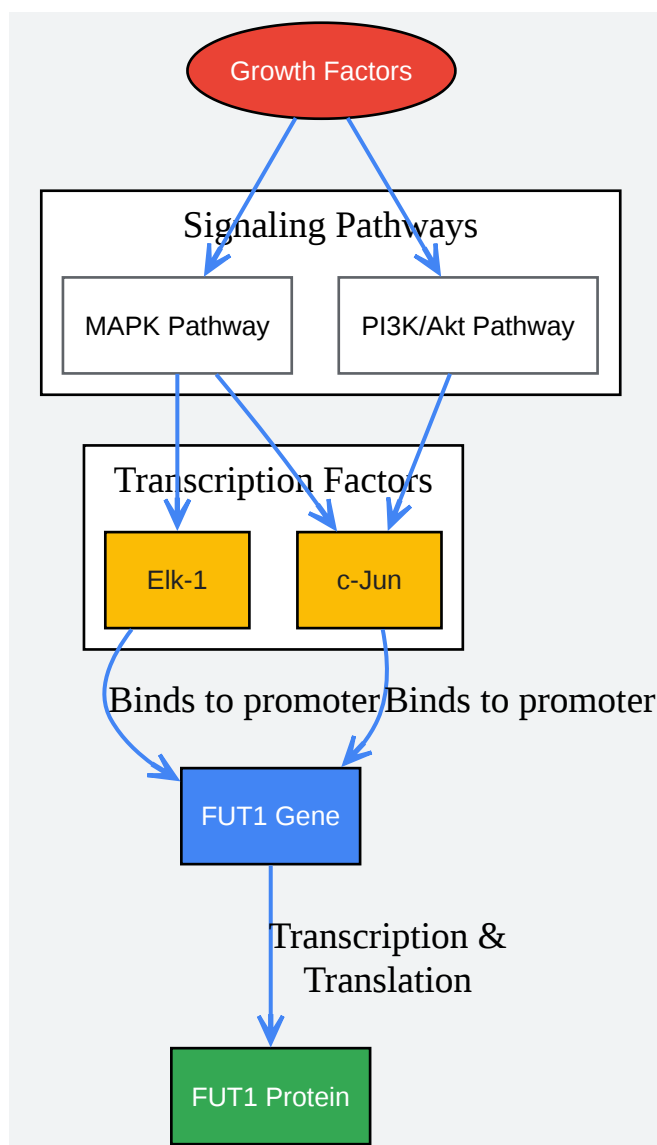 Growth Factors
Signaling Pathways
MAPK Pathway
PI3K/Akt Pathway
Transcription Factors
Elk-1
c-Jun
Binds to promoter
Binds to promoter
FUT1 Gene
Transcription &
Translation
FUT1 Protein